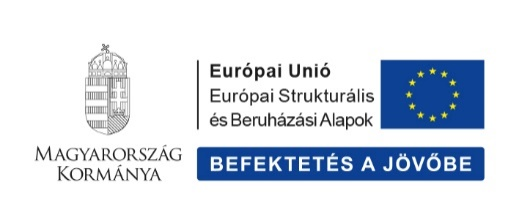 MAGYARORSZÁG
KORMÁNYA
Európai Unió
Európai Strukturális
és Beruházási Alapok
BEFEKTETÉS A JÖVŐBE